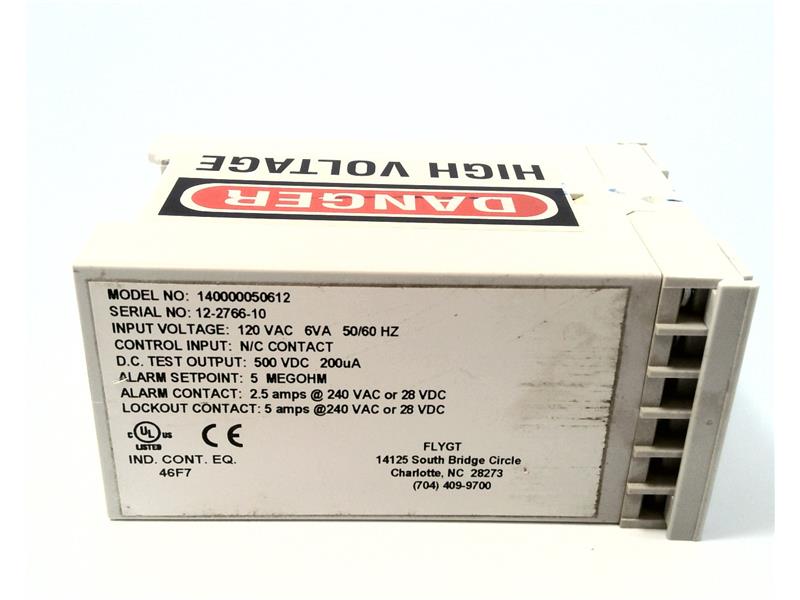 HIGH VOLTAGE
DANGER
MODEL NO: 140000050612
SERIAL NO: 12-2766-10
INPUT VOLTAGE: 120 VAC 6VA 50/60 HZ
CONTROL INPUT: N/C CONTACT
D.C. TEST OUTPUT: 500 VDC 200uA
ALARM SETPOINT: 5 MEGOHM
ALARM CONTACT: 2.5 amps @ 240 VAC or 28 VDC
LOCKOUT CONTACT: 5 amps @240 VAC or 28 VDC
C UL US
LISTED
CE
IND. CONT. EQ.
46F7
FLYGT
14125 South Bridge Circle
Charlotte, NC 28273
(704) 409-9700